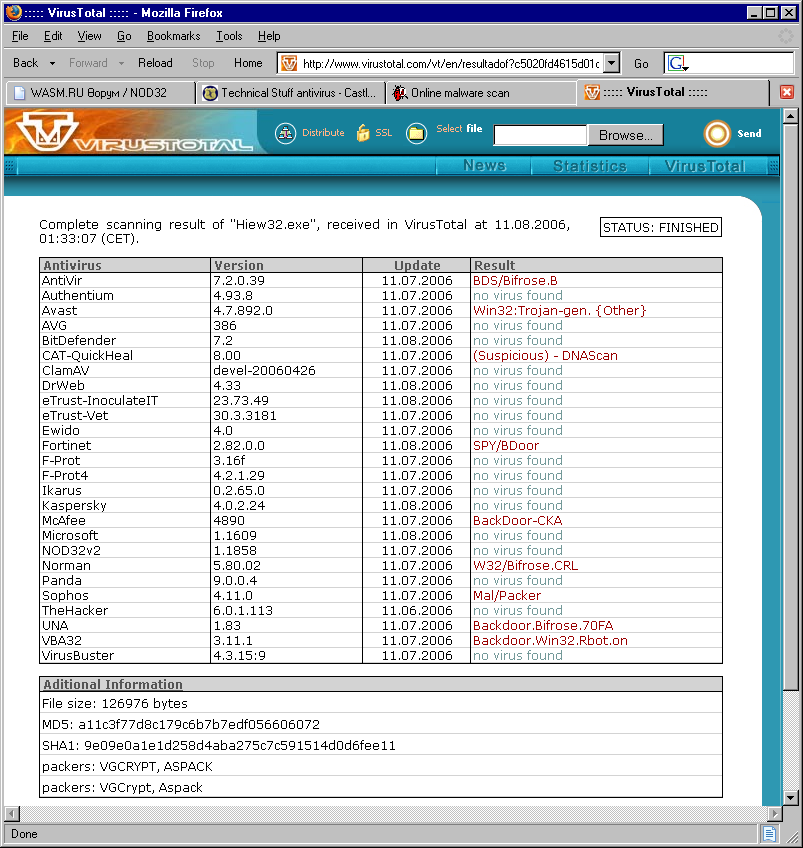 ::::: VirusTotal ::::: - Mozilla Firefox
File Edit View Go Bookmarks Tools Help
Back Forward Reload Stop Home http://www.virustotal.com/vt/en/resultadof?c5020fd4615d01c Go G
WASM.RU Форум / NOD32 Technical Stuff antivirus - Castl... Online malware scan ::::: VirusTotal :::::
VIRUSTOTAL Distribute SSL Select file Browse... Send
News Statistics VirusTotal
Complete scanning result of "Hiew32.exe", received in VirusTotal at 11.08.2006,
01:33:07 (CET).
STATUS: FINISHED
Antivirus Version Update Result
AntiVir 7.2.0.39 11.07.2006 BDS/Bifrose.B
Authentium 4.93.8 11.08.2006 no virus found
Avast 4.7.892.0 11.07.2006 Win32:Trojan-gen. {Other}
AVG 386 11.07.2006 no virus found
BitDefender 7.2 11.08.2006 no virus found
CAT-QuickHeal 8.00 11.07.2006 (Suspicious) - DNAScan
ClamAV devel-20060426 11.07.2006 no virus found
DrWeb 4.33 11.08.2006 no virus found
eTrust-InoculateIT 23.73.49 11.08.2006 no virus found
eTrust-Vet 30.3.3181 11.07.2006 no virus found
Ewido 4.0 11.07.2006 no virus found
Fortinet 2.82.0.0 11.08.2006 SPY/BDoor
F-Prot 3.16f 11.07.2006 no virus found
F-Prot4 4.2.1.29 11.07.2006 no virus found
Ikarus 0.2.65.0 11.07.2006 no virus found
Kaspersky 4.0.2.24 11.08.2006 no virus found
McAfee 4890 11.07.2006 BackDoor-CKA
Microsoft 1.1609 11.08.2006 no virus found
NOD32v2 1.1858 11.07.2006 no virus found
Norman 5.80.02 11.07.2006 W32/Bifrose.CRL
Panda 9.0.0.4 11.07.2006 no virus found
Sophos 4.11.0 11.07.2006 Mal/Packer
TheHacker 6.0.1.113 11.06.2006 no virus found
UNA 1.83 11.07.2006 Backdoor.Bifrose.70FA
VBA32 3.11.1 11.07.2006 Backdoor.Win32.Rbot.on
VirusBuster 4.3.15:9 11.07.2006 no virus found
Aditional Information
File size: 126976 bytes
MD5: a11c3f77d8c179c6b7b7edf056606072
SHA1: 9e09e0a1e1d258d4aba275c7c591514d0d6fee11
packers: VGCRYPT, ASPACK
packers: VGCrypt, Aspack
Done